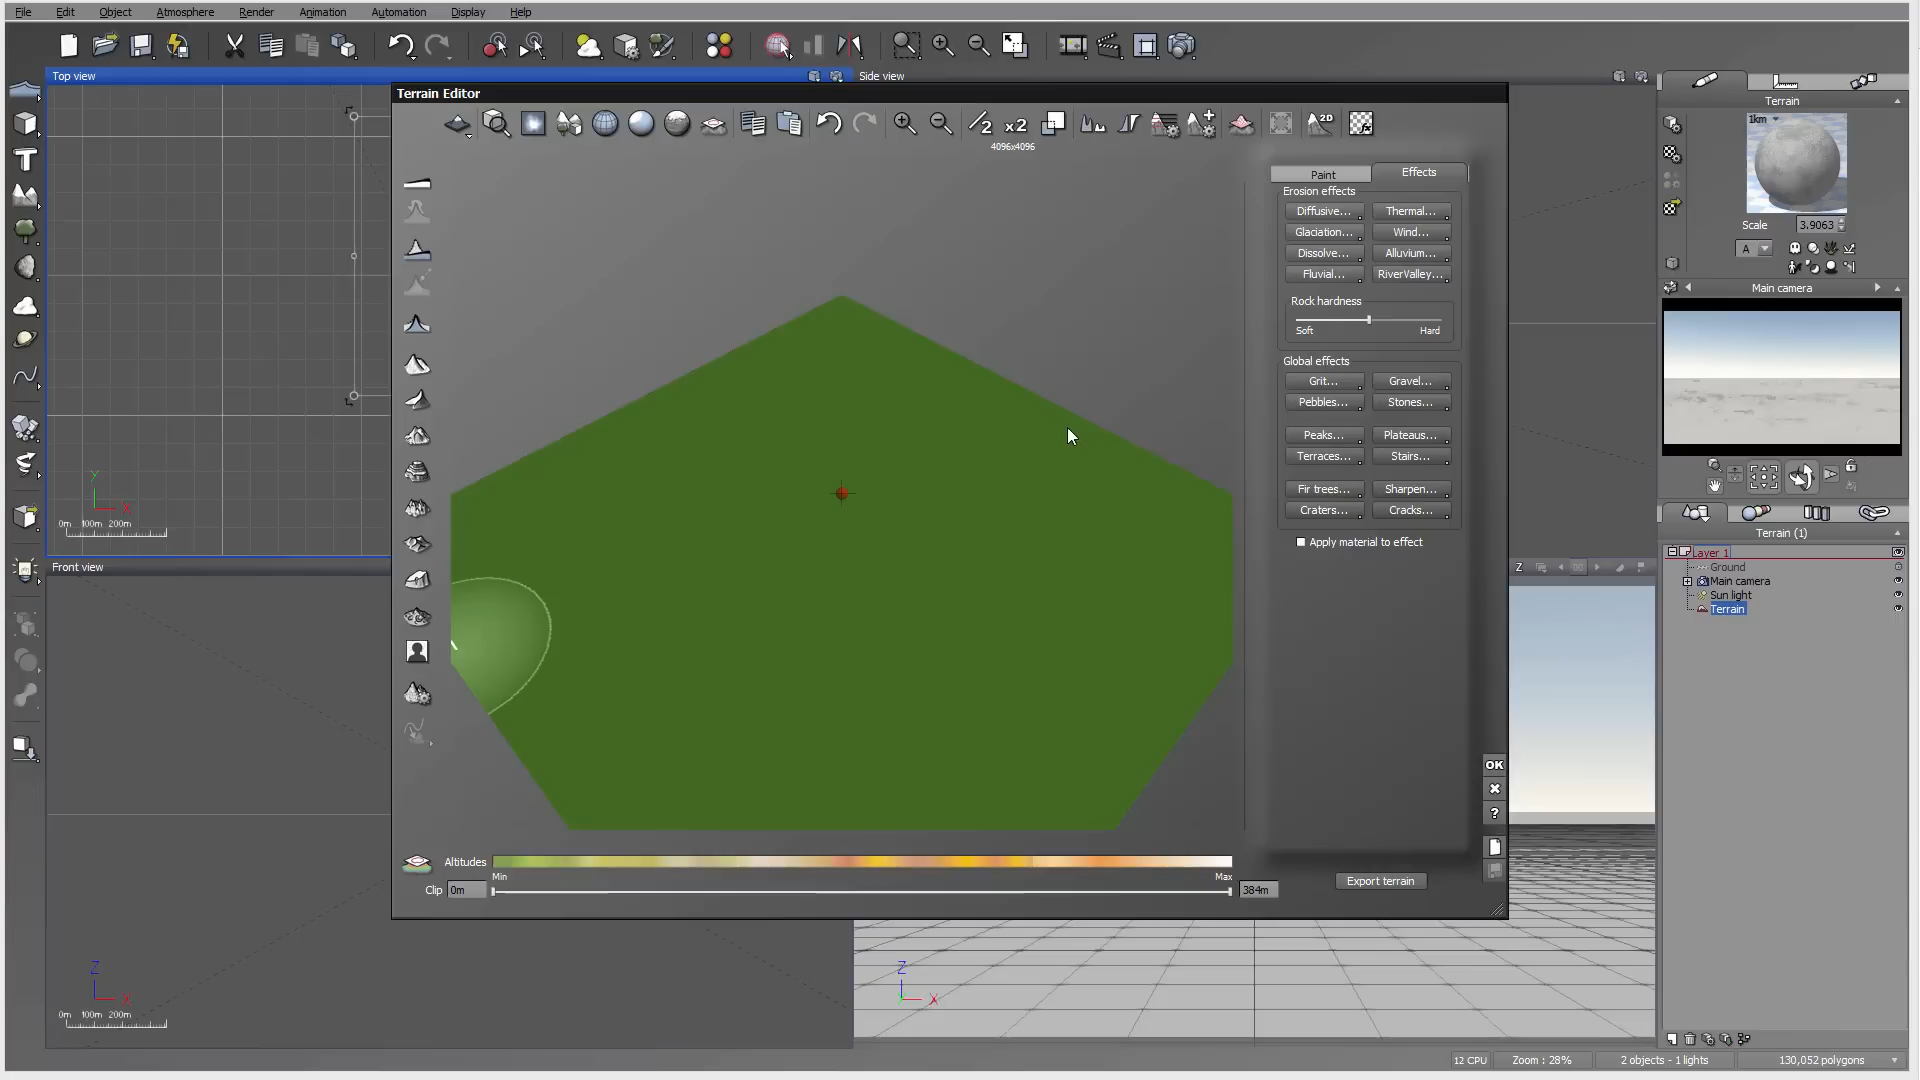 File Edit Object Atmosphere Render Animation Automation Display Help
Top view
Side view
Terrain Editor
Terrain
/2 x2 2D
1km
4096x4096
Paint Effects
Erosion effects
Diffusive... Thermal...
Glaciation... Wind...
Dissolve... Alluvium...
Fluvial... RiverValley...
Scale 3.9063
A
Main camera
Rock hardness
Soft Hard
Global effects
Grit... Gravel...
Pebbles... Stones...
Peaks... Plateaus...
Terraces... Stairs...
Fir trees... Sharpen...
Craters... Cracks...
Apply material to effect
Y
X
0m 100m 200m
Terrain (1)
Layer 1
Ground
Main camera
Sun light
Terrain
Front view
Z
OK
?
Altitudes
Min Max
Clip 0m 384m
Export terrain
Z
X
0m 100m 200m
Z
Y X
12 CPU Zoom : 28% 2 objects - 1 lights 130,052 polygons